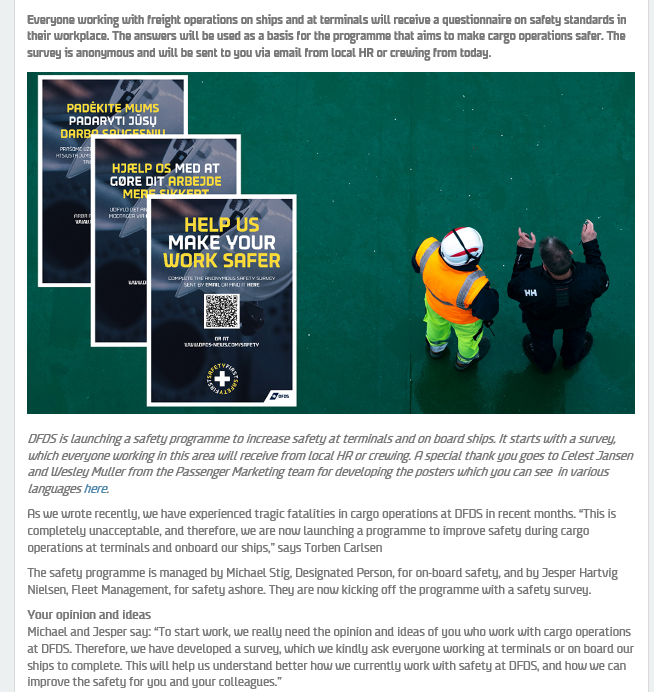 Everyone working with freight operations on ships and at terminals will receive a questionnaire on safety standards in
their workplace. The answers will be used as a basis for the programme that aims to make cargo operations safer. The
survey is anonymous and will be sent to you via email from local HR or crewing from today.
PADĖKITE MUMS
PADARYTI JŪSŲ
DARBĄ SAUGESNIU
HJÆLP OS MED AT
GØRE DIT ARBEJDE
MERE SIKKERT
HELP US
MAKE YOUR
WORK SAFER
COMPLETE THE ANONYMOUS SAFETY SURVEY
SENT BY EMAIL OR FIND IT HERE
OR AT
WWW.DFDS-NEWS.COM/SAFETY
SAFETYFIRST
DFDS
HH
DFDS is launching a safety programme to increase safety at terminals and on board ships. It starts with a survey,
which everyone working in this area will receive from local HR or crewing. A special thank you goes to Celest Jansen
and Wesley Muller from the Passenger Marketing team for developing the posters which you can see in various
languages here.
As we wrote recently, we have experienced tragic fatalities in cargo operations at DFDS in recent months. “This is
completely unacceptable, and therefore, we are now launching a programme to improve safety during cargo
operations at terminals and onboard our ships,” says Torben Carlsen
The safety programme is managed by Michael Stig, Designated Person, for on-board safety, and by Jesper Hartvig
Nielsen, Fleet Management, for safety ashore. They are now kicking off the programme with a safety survey.
Your opinion and ideas
Michael and Jesper say: “To start work, we really need the opinion and ideas of you who work with cargo operations
at DFDS. Therefore, we have developed a survey, which we kindly ask everyone working at terminals or on board our
ships to complete. This will help us understand better how we currently work with safety at DFDS, and how we can
improve the safety for you and your colleagues.”